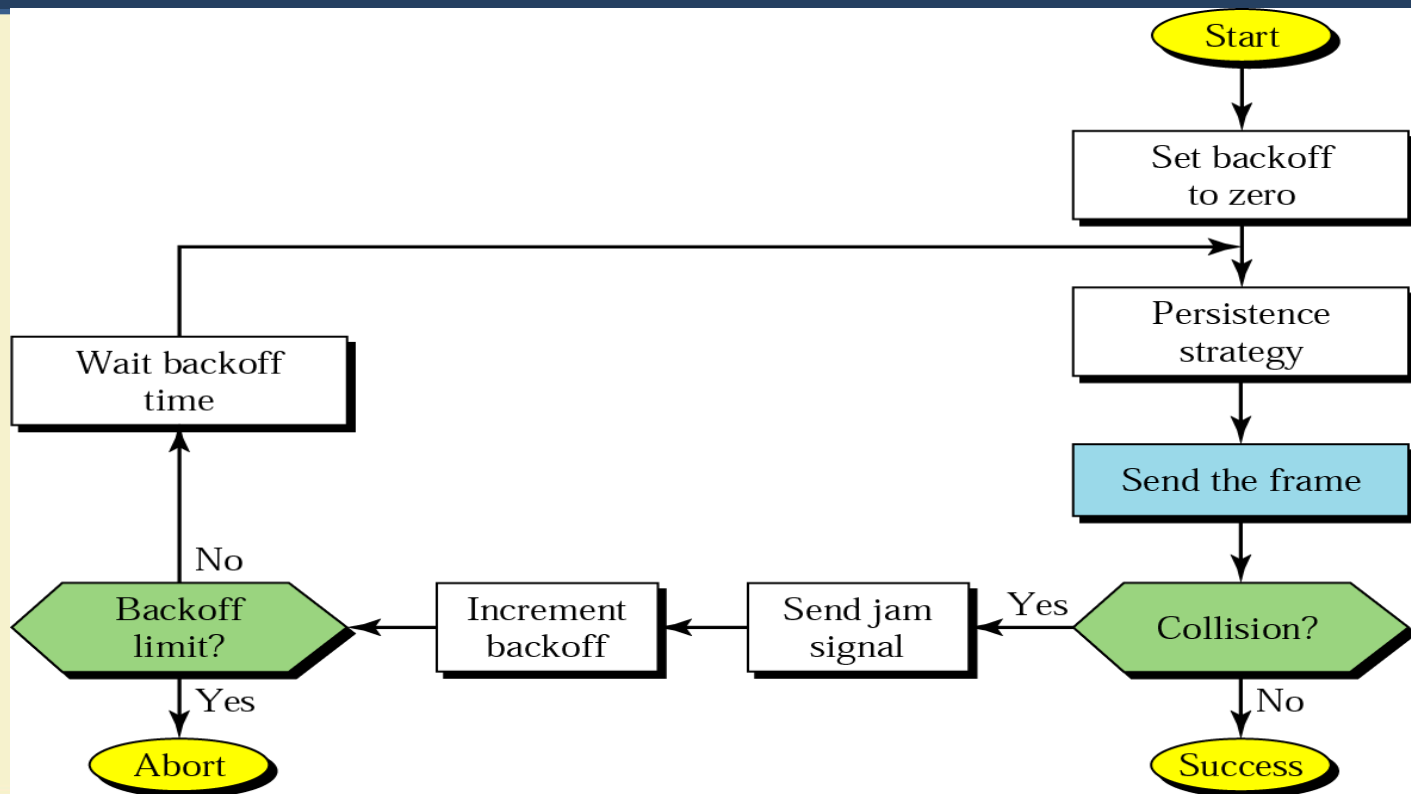 Start
Set backoff
to zero
Persistence
strategy
Wait backoff
time
Send the frame
No
Backoff
limit?
Increment
backoff
Send jam
signal
Yes
Collision?
Yes
No
Abort
Success